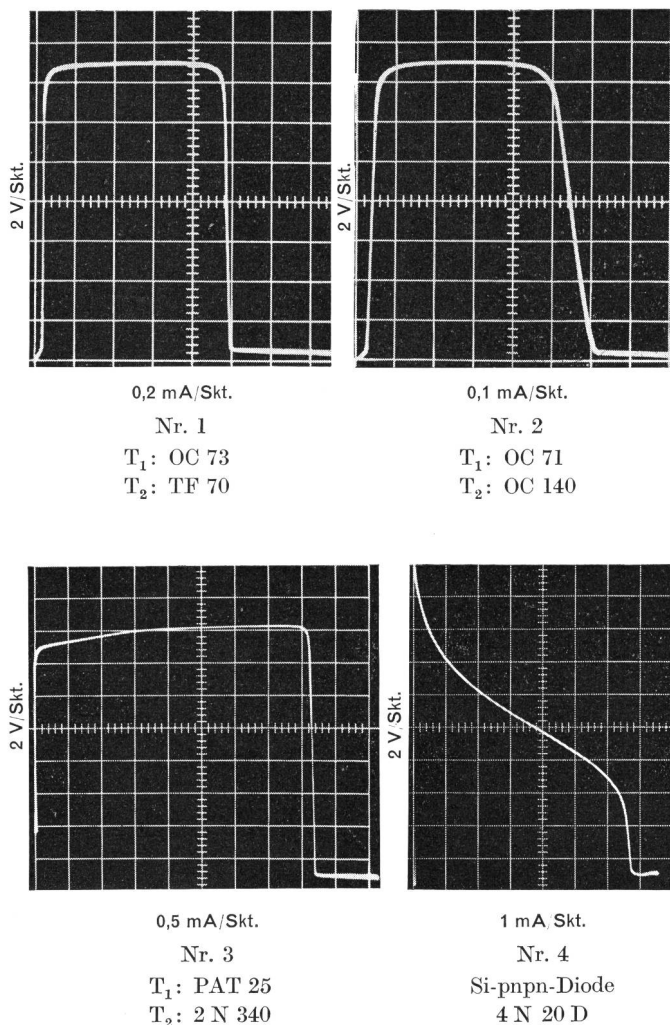 2 V/Skt.
0,2 mA/Skt.
Nr. 1
T₁: OC 73
T₂: TF 70
2 V/Skt.
0,1 mA/Skt.
Nr. 2
T₁: OC 71
T₂: OC 140
2 V/Skt.
0,5 mA/Skt.
Nr. 3
T₁: PAT 25
T₂: 2 N 340
2 V/Skt.
1 mA/Skt.
Nr. 4
Si-pnpn-Diode
4 N 20 D